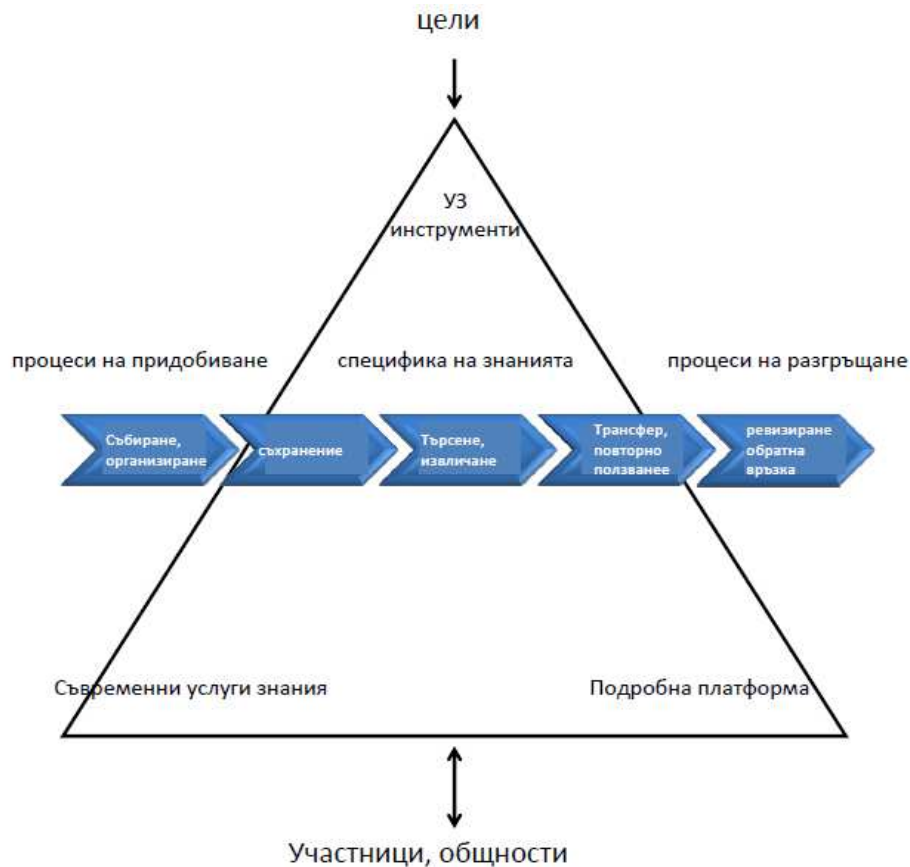 цели
УЗ
инструменти
процеси на придобиване
специфика на знанията
процеси на разгръщане
Събиране,
организиране
съхранение
Търсене,
извличане
Трансфер,
повторно
ползванее
ревизиране
обратна
връзка
Съвременни услуги знания
Подробна платформа
Участници, общности